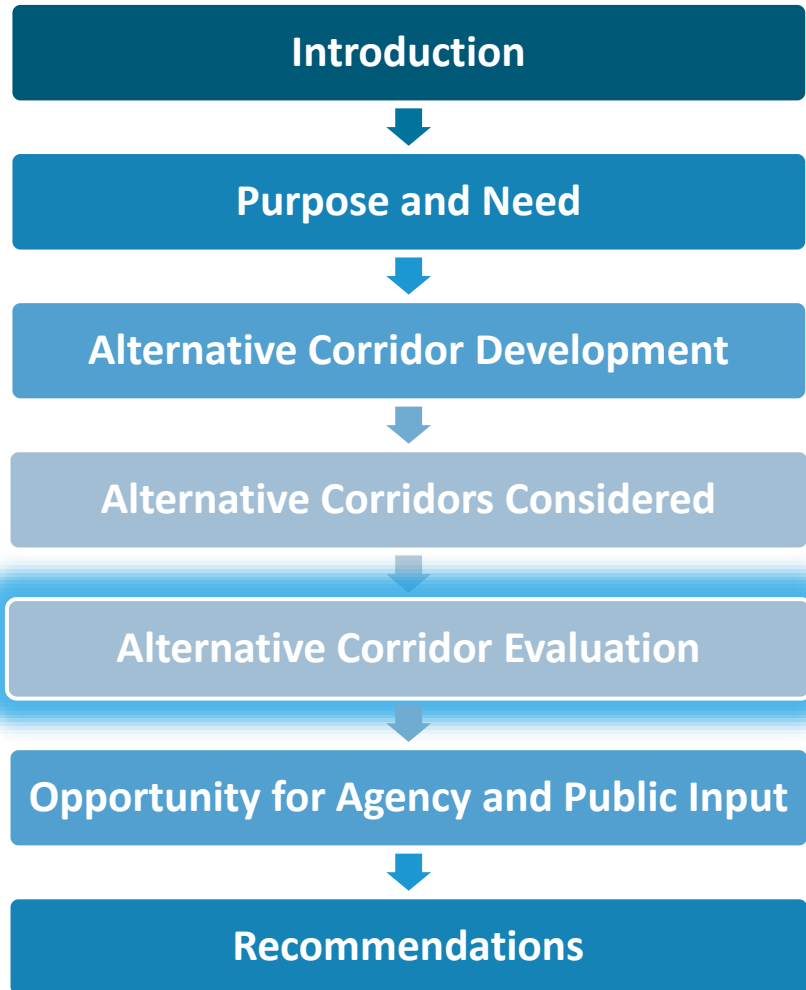 Introduction
Purpose and Need
Alternative Corridor Development
Alternative Corridors Considered
Alternative Corridor Evaluation
Opportunity for Agency and Public Input
Recommendations